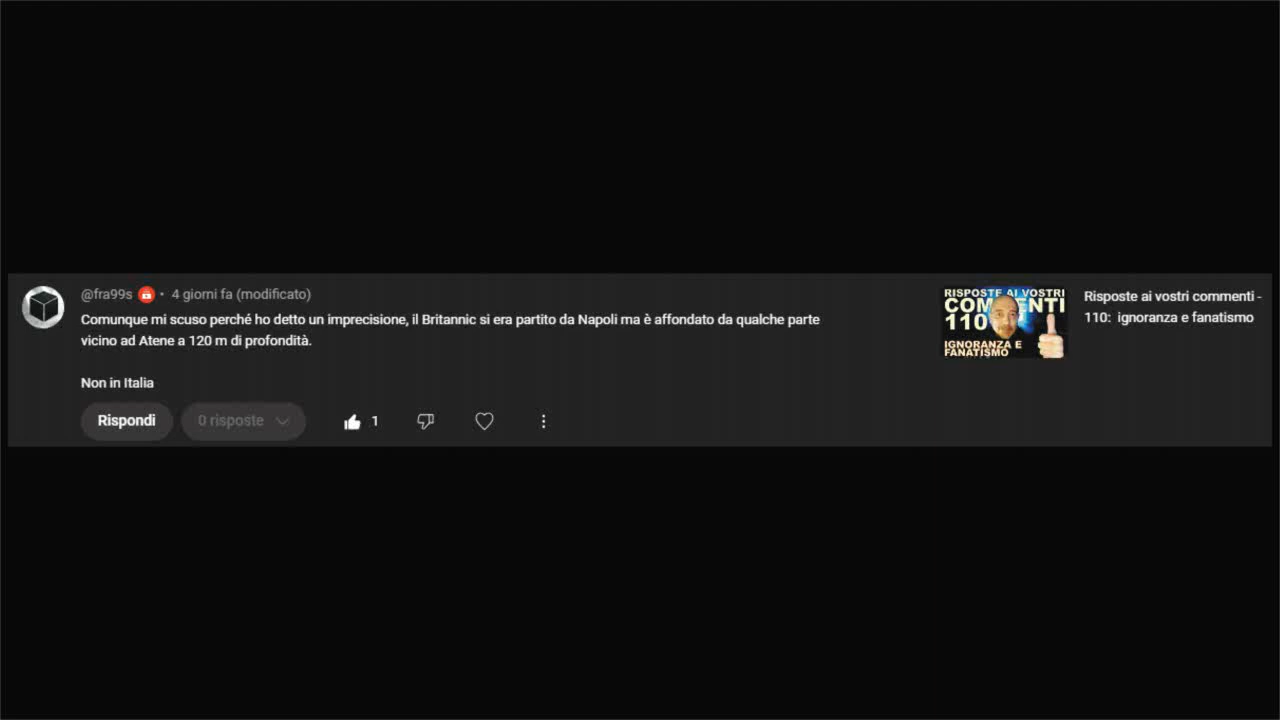 @fra99s • 4 giorni fa (modificato)
Comunque mi scuso perché ho detto un imprecisione, il Britannic si era partito da Napoli ma è affondato da qualche parte
vicino ad Atene a 120 m di profondità.
Non in Italia
Rispondi
0 risposte
1
RISPOSTE AI VOSTRI
COMMENTI
110
IGNORANZA E
FANATISMO
Risposte ai vostri commenti -
110: ignoranza e fanatismo